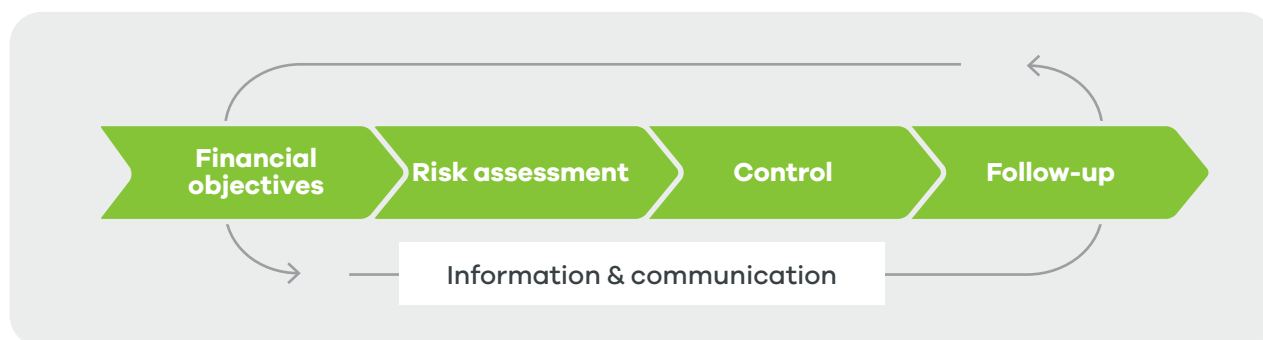 Financial
objectives
Risk assessment
Control
Follow-up
Information & communication